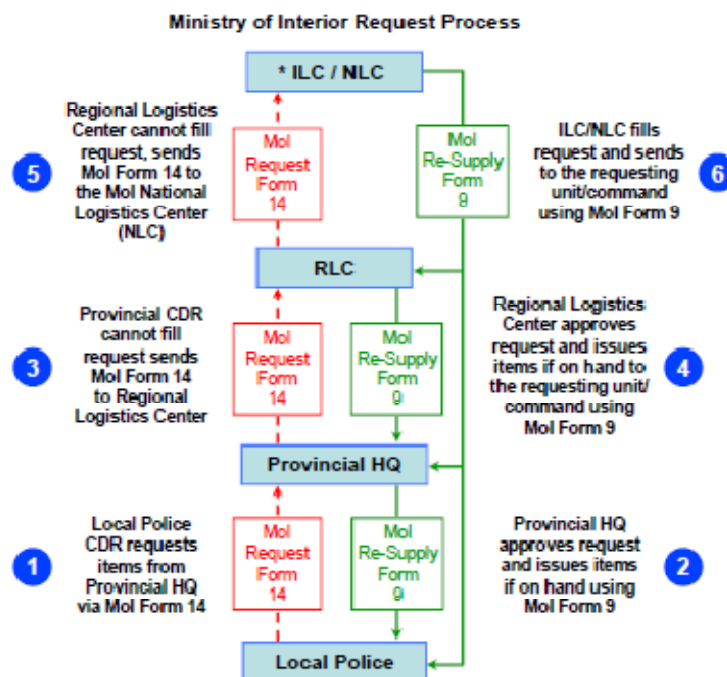 Ministry of Interior Request Process
* ILC / NLC
5
Regional Logistics
Center cannot fill
request, sends
MoI Form 14 to
the MoI National
Logistics Center
(NLC)
MoI
Request
Form
14
MoI
Re-Supply
Form
9
ILC/NLC fills
request and sends
to the requesting
unit/command
using MoI Form 9
6
RLC
3
Provincial CDR
cannot fill
request sends
MoI Form 14
to Regional
Logistics Center
MoI
Request
Form
14
MoI
Re-Supply
Form
9
Regional Logistics
Center approves
request and issues
items if on hand to
the requesting unit/
command using
MoI Form 9
4
Provincial HQ
1
Local Police
CDR requests
items from
Provincial HQ
via MoI Form 14
MoI
Request
Form
14
MoI
Re-Supply
Form
9
Provincial HQ
approves request
and issues items
if on hand using
MoI Form 9
2
Local Police